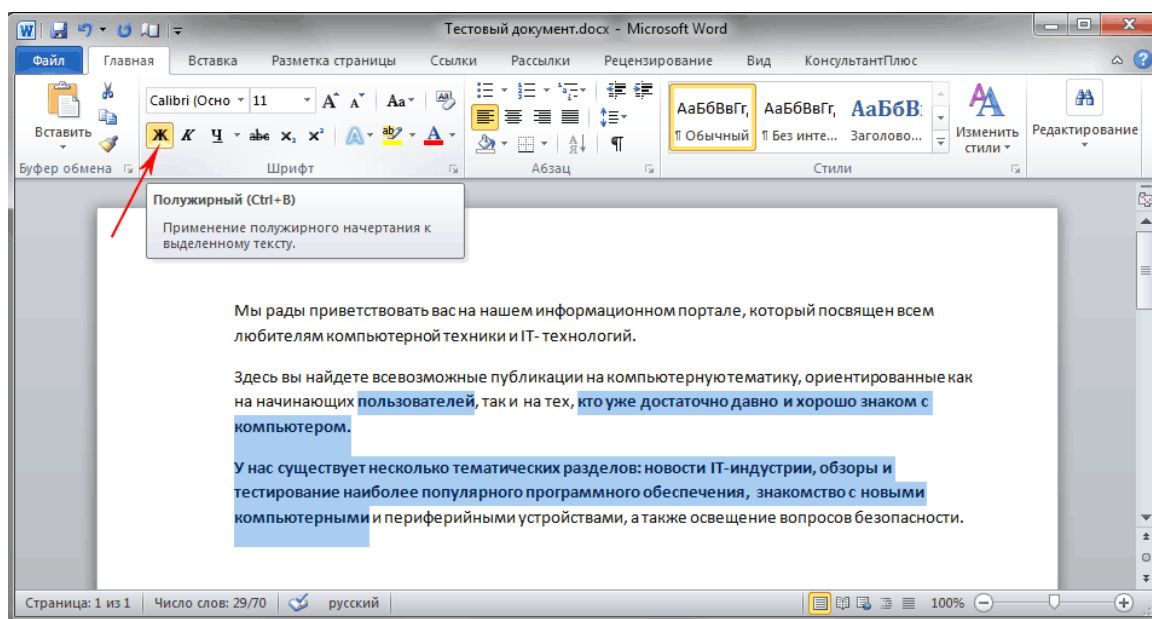 Тестовый документ.docx - Microsoft Word
Файл Главная Вставка Разметка страницы Ссылки Рассылки Рецензирование Вид КонсультантПлюс
Calibri (Осно 11 Aa АаБбВвГг, АаБбВвГг, АаБбВ
Вставить Ж К Ч abc x₂ x² A ab A ¶ Обычный ¶ Без инте... Заголово... Изменить стили Редактирование
Буфер обмена Шрифт Абзац Стили
Полужирный (Ctrl+B)
Применение полужирного начертания к
выделенному тексту.
Мы рады приветствовать вас на нашем информационном портале, который посвящен всем
любителям компьютерной техники и IT- технологий.
Здесь вы найдете всевозможные публикации на компьютерную тематику, ориентированные как
на начинающих пользователей, так и на тех, кто уже достаточно давно и хорошо знаком с
компьютером.
У нас существует несколько тематических разделов: новости IT-индустрии, обзоры и
тестирование наиболее популярного программного обеспечения, знакомство с новыми
компьютерными и периферийными устройствами, а также освещение вопросов безопасности.
Страница: 1 из 1 Число слов: 29/70 русский 100%